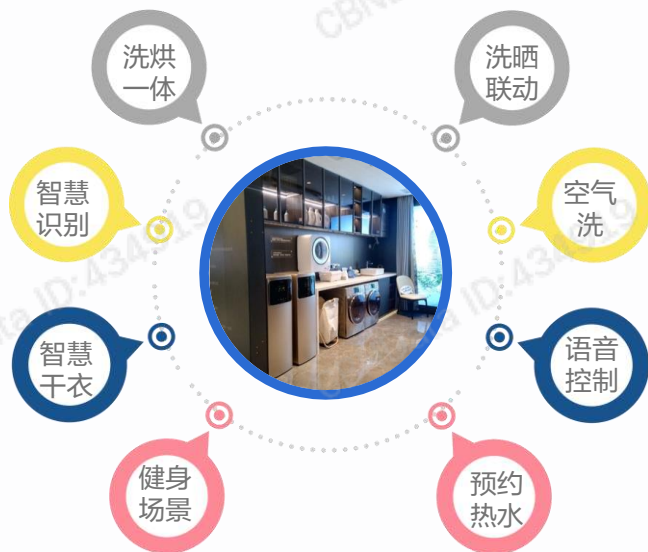 洗烘
一体
洗晒
联动
智慧
识别
空气
洗
智慧
干衣
语音
控制
健身
场景
预约
热水